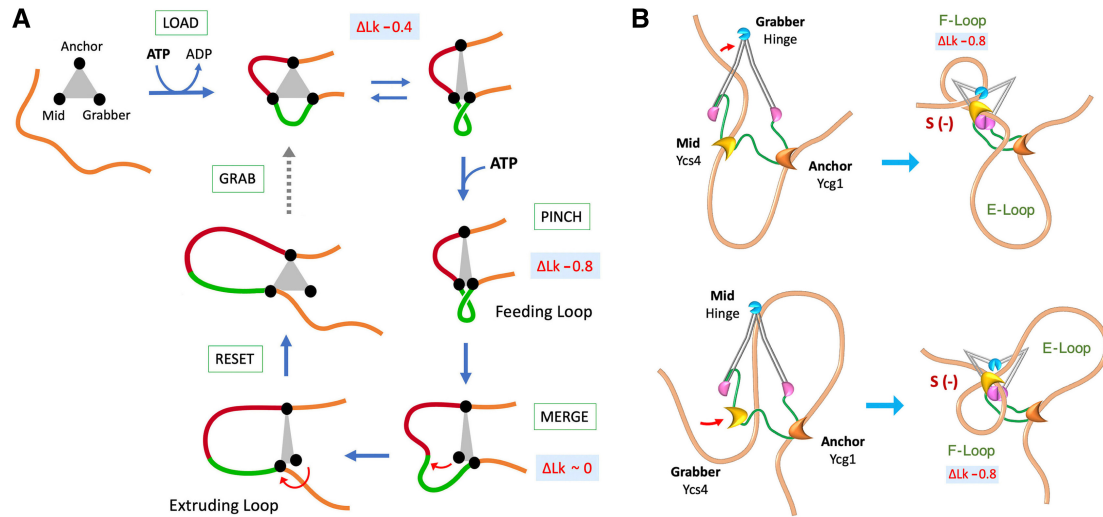 A
LOAD
ATP
ADP
Anchor
Mid
Grabber
ΔLk −0.4
ATP
GRAB
PINCH
ΔLk −0.8
Feeding Loop
RESET
MERGE
ΔLk ~ 0
Extruding Loop
B
Grabber
Hinge
Mid
Ycs4
Anchor
Ycg1
F-Loop
ΔLk −0.8
S (-)
E-Loop
Mid
Hinge
Anchor
Ycg1
Grabber
Ycs4
E-Loop
S (-)
F-Loop
ΔLk −0.8